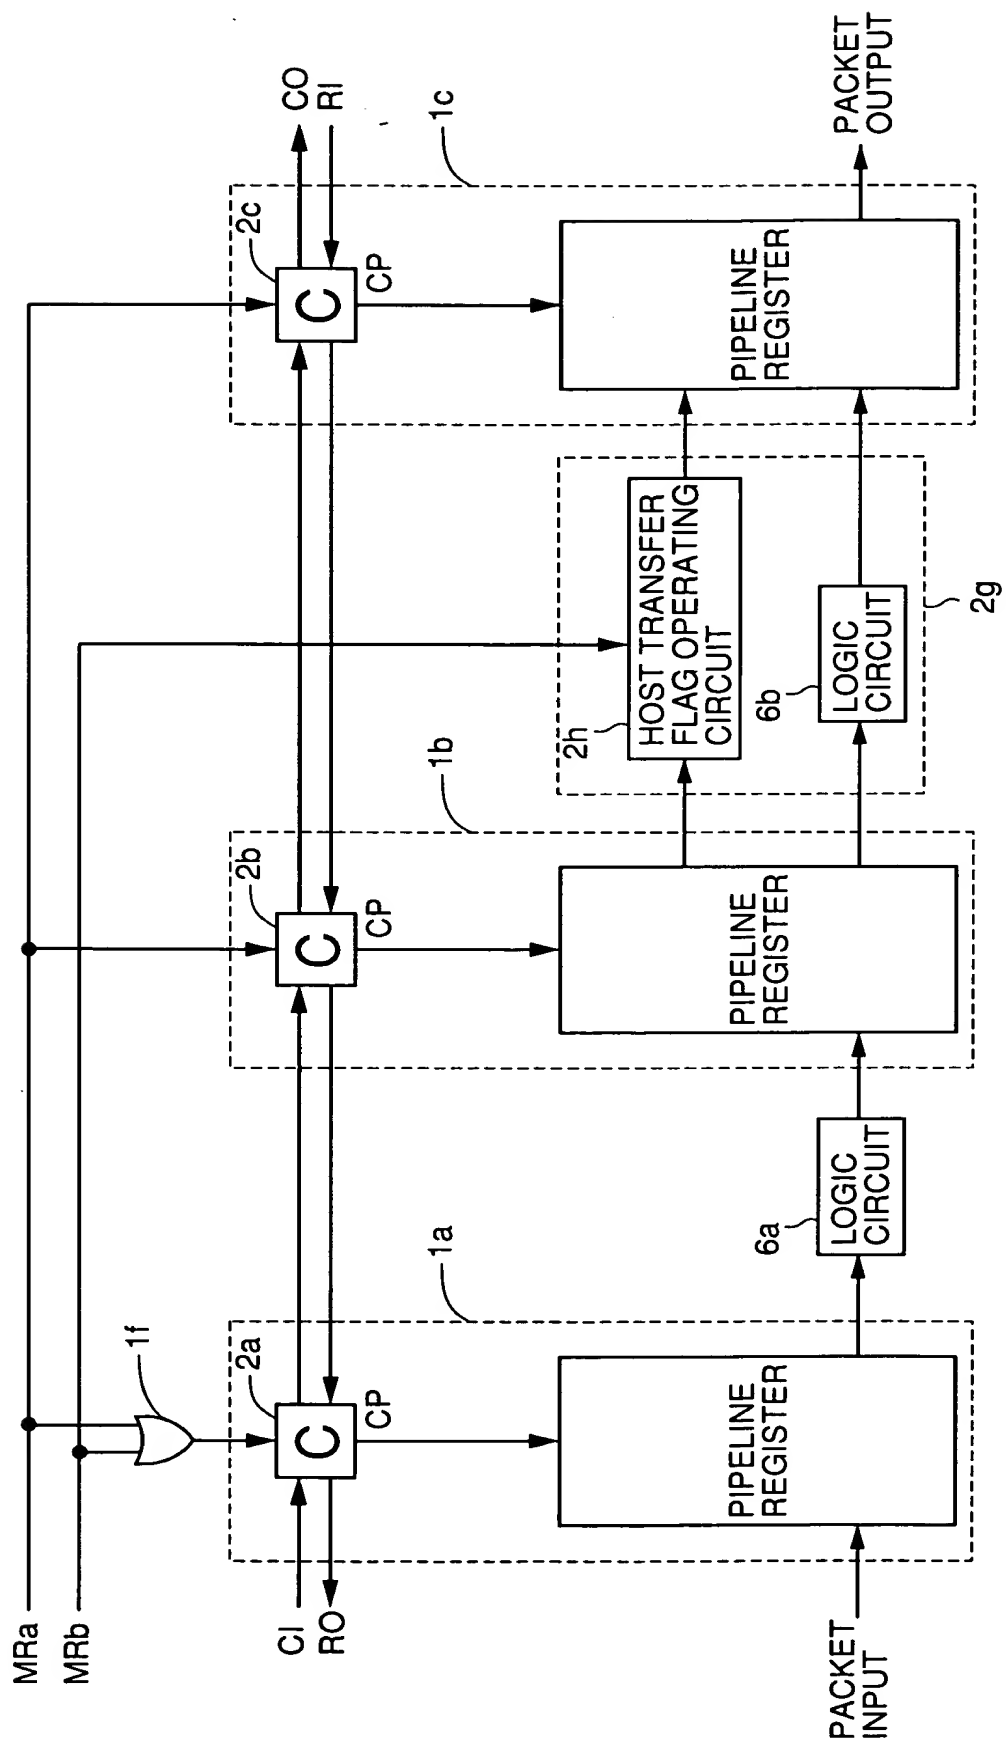 MRa
MRb
1f
CI
RO
2a
C
CP
1a
2b
C
CP
1b
2c
C
CP
1c
CO
RI
PACKET
INPUT
PIPELINE
REGISTER
6a
LOGIC
CIRCUIT
PIPELINE
REGISTER
2h
HOST TRANSFER
FLAG OPERATING
CIRCUIT
6b
LOGIC
CIRCUIT
2g
PIPELINE
REGISTER
PACKET
OUTPUT